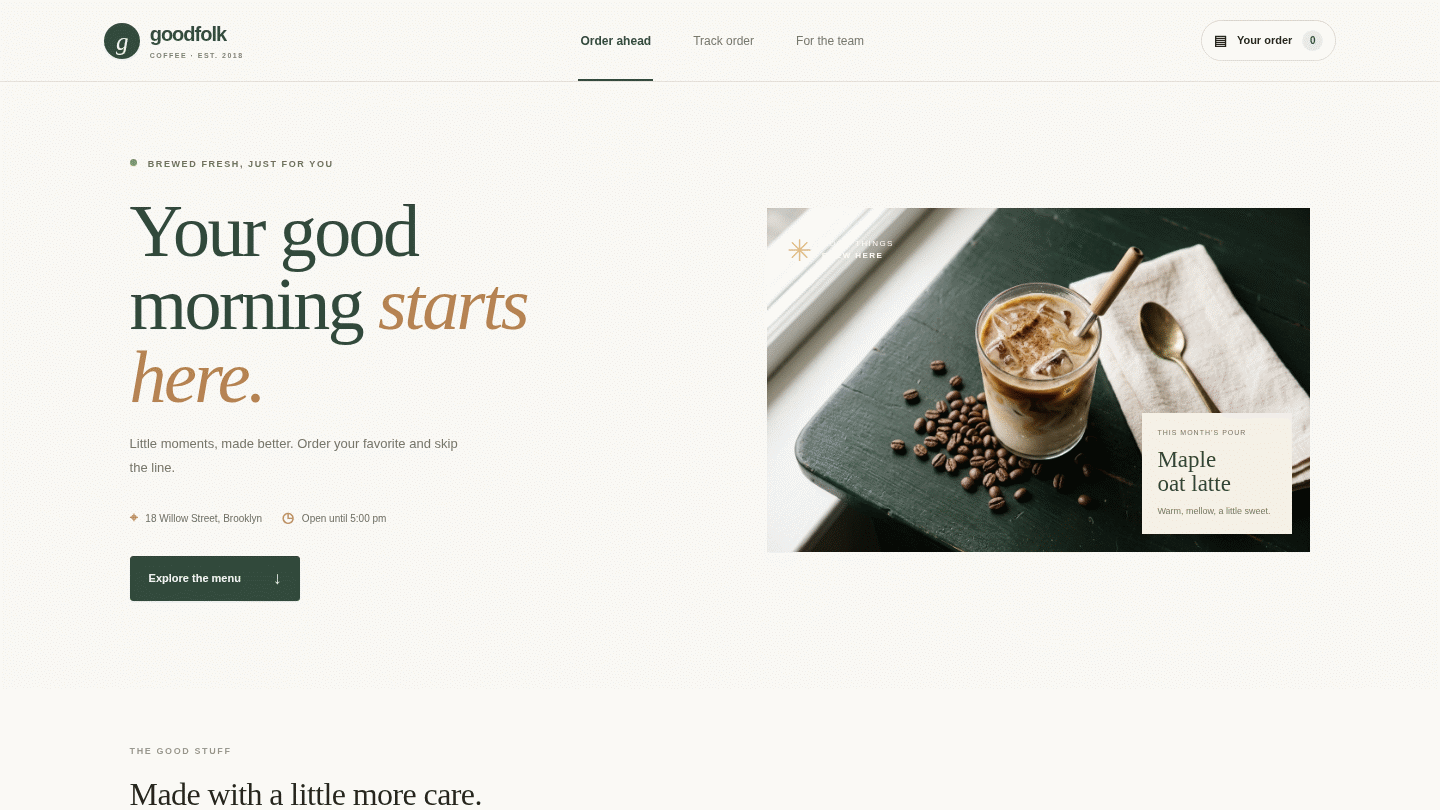 g
goodfolk
COFFEE · EST. 2018
Order ahead
Track order
For the team
Your order 0
BREWED FRESH, JUST FOR YOU
Your good
morning starts
here.
Little moments, made better. Order your favorite and skip
the line.
18 Willow Street, Brooklyn
Open until 5:00 pm
Explore the menu ↓
HERE
THIS MONTH'S POUR
Maple
oat latte
Warm, mellow, a little sweet.
THE GOOD STUFF
Made with a little more care.